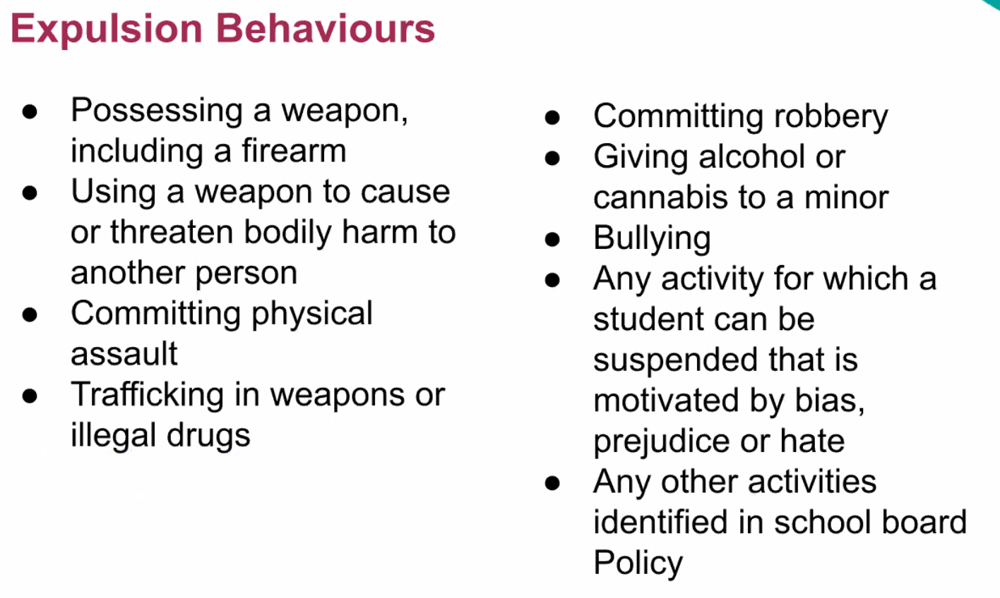 Expulsion Behaviours
● Possessing a weapon,
including a firearm
● Using a weapon to cause
or threaten bodily harm to
another person
● Committing physical
assault
● Trafficking in weapons or
illegal drugs
● Committing robbery
● Giving alcohol or
cannabis to a minor
● Bullying
● Any activity for which a
student can be
suspended that is
motivated by bias,
prejudice or hate
● Any other activities
identified in school board
Policy